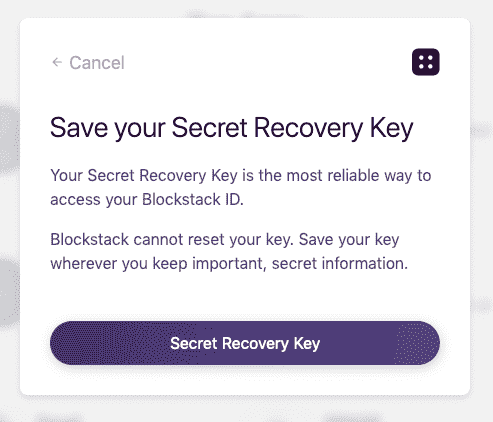 ← Cancel
Save your Secret Recovery Key
Your Secret Recovery Key is the most reliable way to
access your Blockstack ID.
Blockstack cannot reset your key. Save your key
wherever you keep important, secret information.
Secret Recovery Key